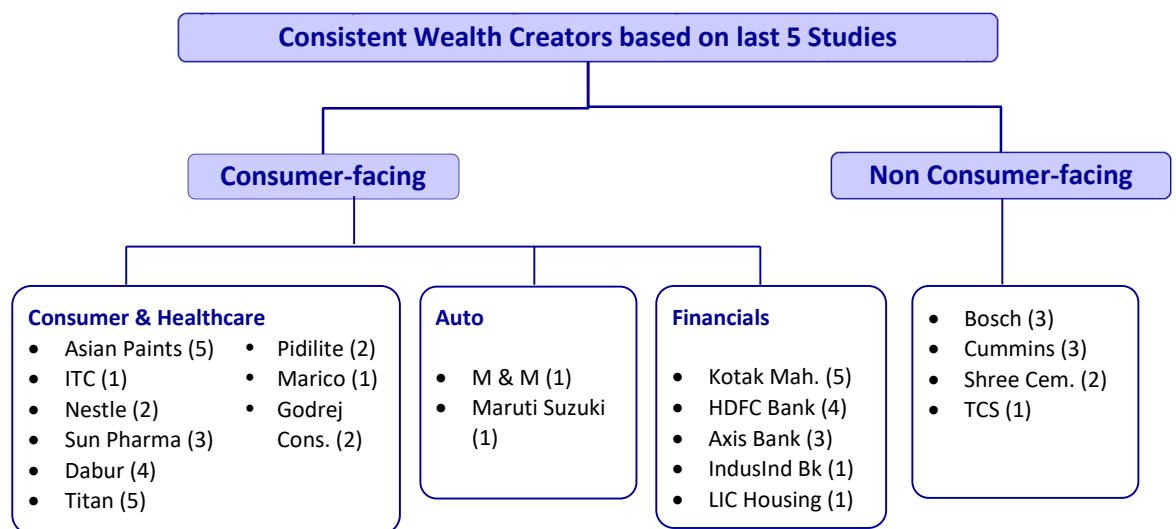 Consistent Wealth Creators based on last 5 Studies
Consumer-facing
Non Consumer-facing
Consumer & Healthcare
• Asian Paints (5)
• ITC (1)
• Nestle (2)
• Sun Pharma (3)
• Dabur (4)
• Titan (5)
• Pidilite (2)
• Marico (1)
• Godrej
Cons. (2)
Auto
• M & M (1)
• Maruti Suzuki
(1)
Financials
• Kotak Mah. (5)
• HDFC Bank (4)
• Axis Bank (3)
• IndusInd Bk (1)
• LIC Housing (1)
• Bosch (3)
• Cummins (3)
• Shree Cem. (2)
• TCS (1)